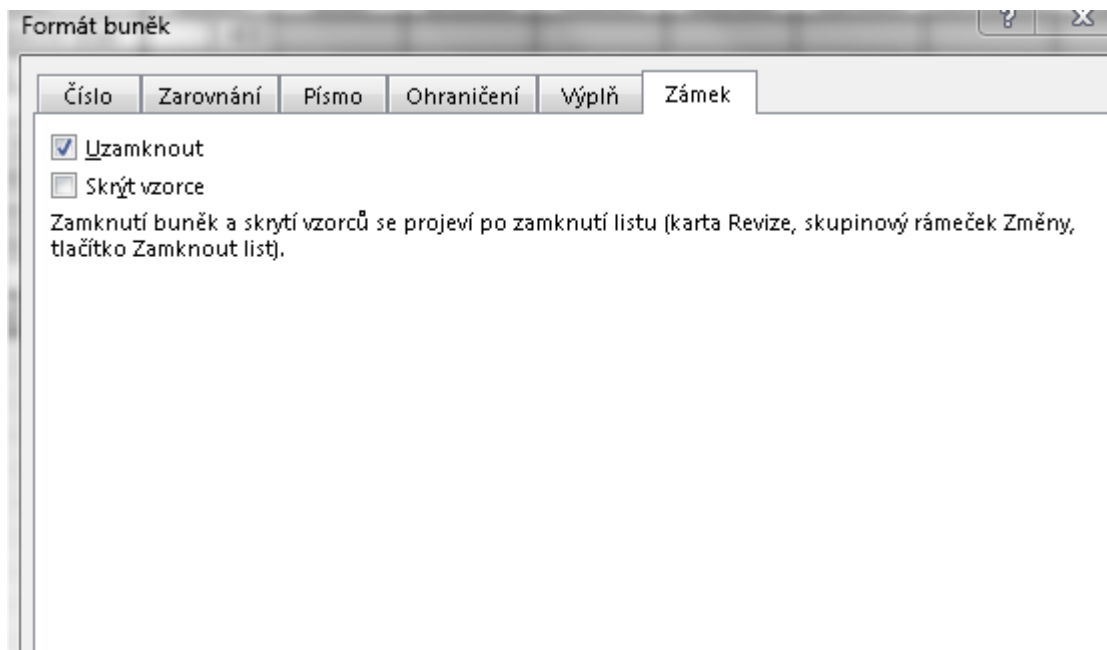 Formát buněk
Číslo Zarovnání Písmo Ohraničení Výplň Zámek
Uzamknout
Skrýt vzorce
Zamknutí buněk a skrytí vzorců se projeví po zamknutí listu (karta Revize, skupinový rámeček Změny,
tlačítko Zamknout list).